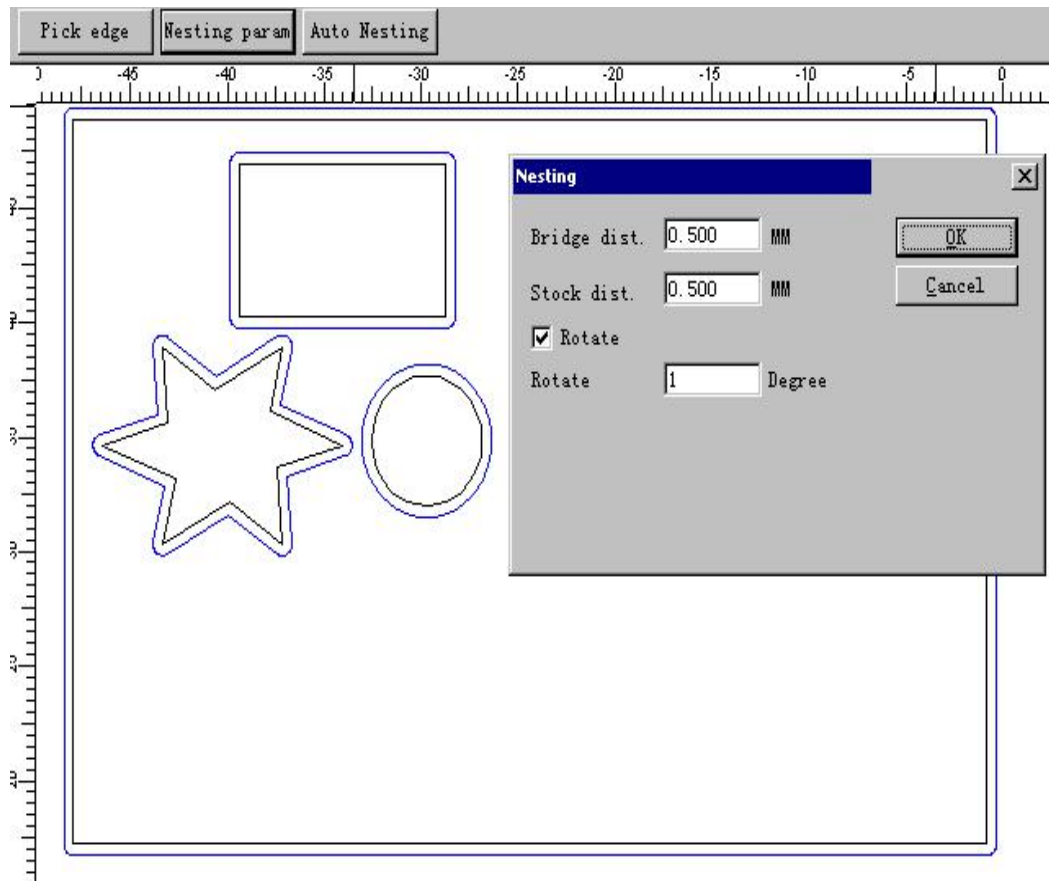 Pick edge Nesting param Auto Nesting
-45 -40 -35 -30 -25 -20 -15 -10 -5 0
Nesting
Bridge dist. 0.500 MM OK
Stock dist. 0.500 MM Cancel
Rotate
Rotate 1 Degree